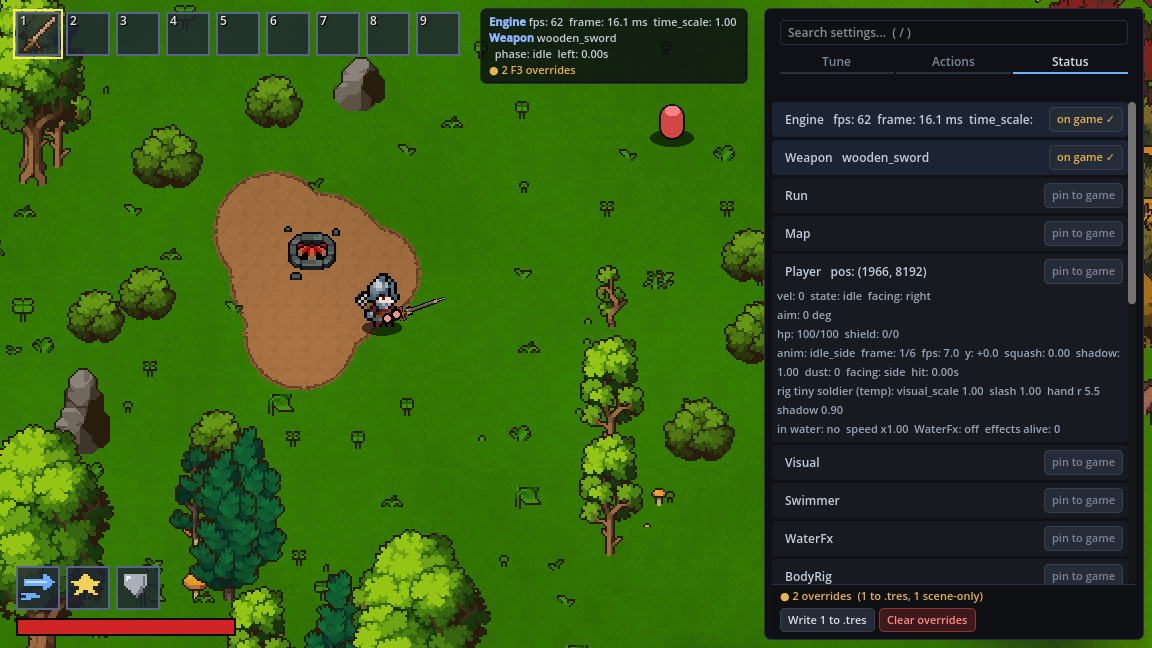 1 2 3 4 5 6 7 8 9
Engine fps: 62 frame: 16.1 ms time_scale: 1.00
Weapon wooden_sword
phase: idle left: 0.00s
2 F3 overrides
Search settings... ( / )
Tune Actions Status
Engine fps: 62 frame: 16.1 ms time_scale: on game ✓
Weapon wooden_sword on game ✓
Run pin to game
Map pin to game
Player pos: (1966, 8192) pin to game
vel: 0 state: idle facing: right
aim: 0 deg
hp: 100/100 shield: 0/0
anim: idle_side frame: 1/6 fps: 7.0 y: +0.0 squash: 0.00 shadow:
1.00 dust: 0 facing: side hit: 0.00s
rig tiny soldier (temp): visual_scale 1.00 slash 1.00 hand r 5.5
shadow 0.90
in water: no speed x1.00 WaterFx: off effects alive: 0
Visual pin to game
Swimmer pin to game
WaterFx pin to game
BodyRig pin to game
2 overrides (1 to .tres, 1 scene-only)
Write 1 to .tres Clear overrides